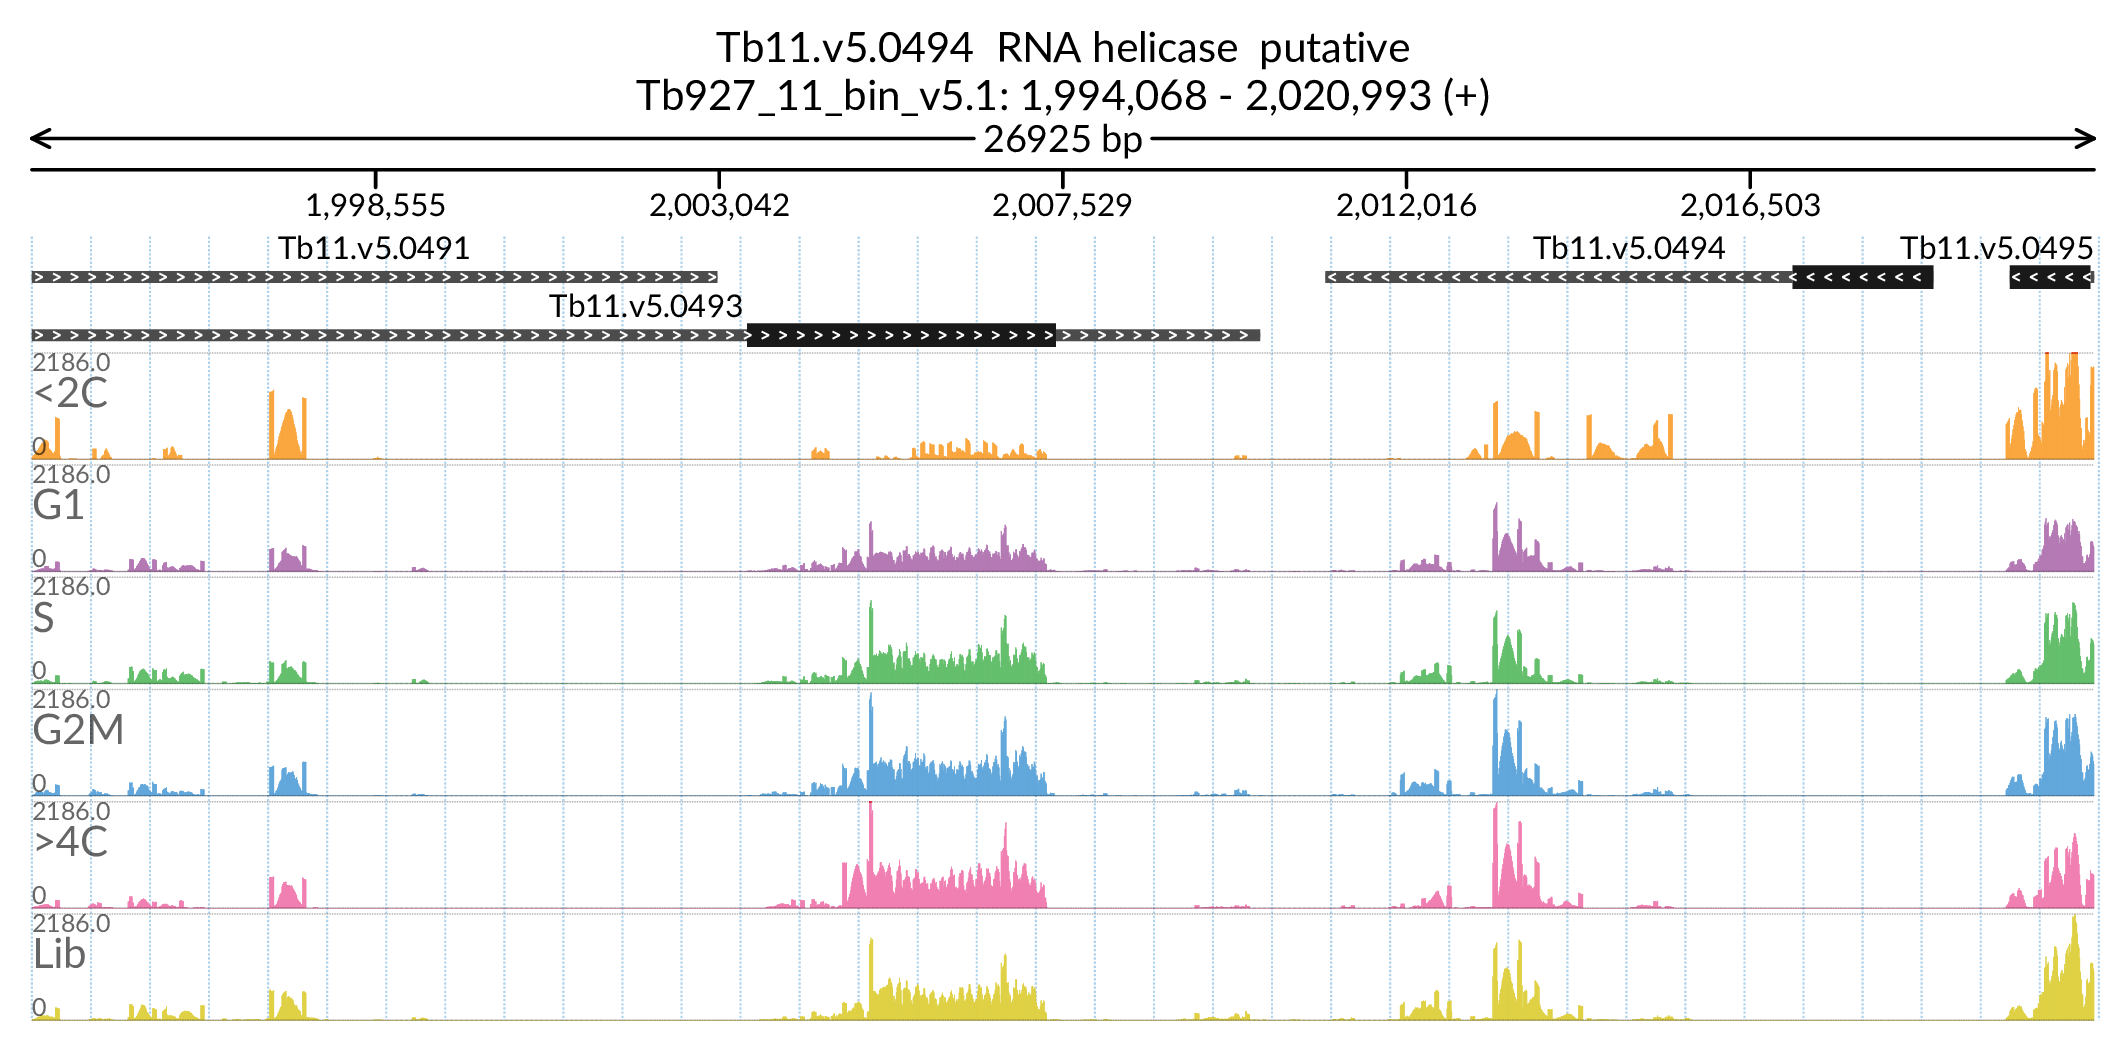 Tb11.v5.0494 RNA helicase putative
Tb927_11_bin_v5.1: 1,994,068 - 2,020,993 (+)
26925 bp
1,998,555 2,003,042 2,007,529 2,012,016 2,016,503
Tb11.v5.0491 Tb11.v5.0494 Tb11.v5.0495
Tb11.v5.0493
2186.0
<2C
0
2186.0
G1
0
2186.0
S
0
2186.0
G2M
0
2186.0
>4C
0
2186.0
Lib
0